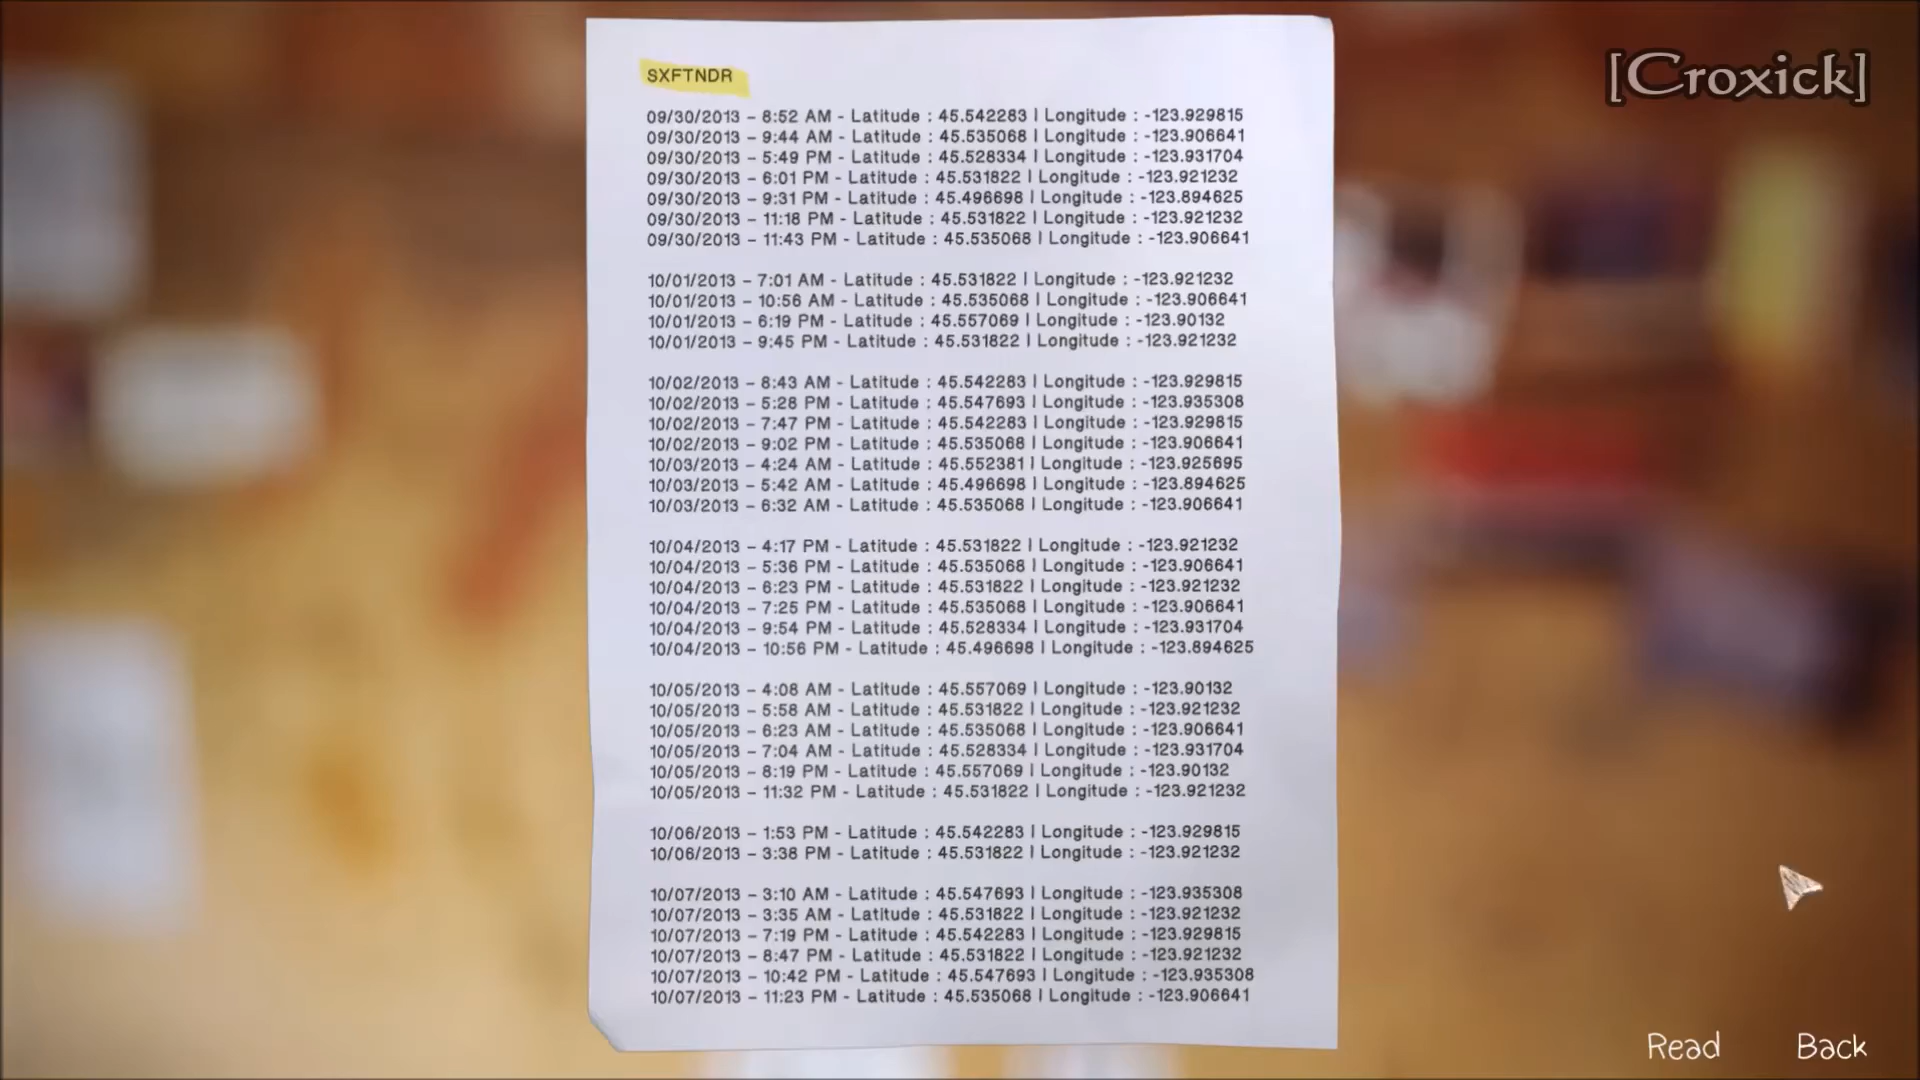 [Croxick]
SXFTNDR
09/30/2013 – 8:52 AM - Latitude : 45.542283 | Longitude : -123.929815
09/30/2013 – 9:44 AM - Latitude : 45.535068 | Longitude : -123.906641
09/30/2013 – 5:49 PM - Latitude : 45.528334 | Longitude : -123.931704
09/30/2013 – 6:01 PM - Latitude : 45.531822 | Longitude : -123.921232
09/30/2013 – 9:31 PM - Latitude : 45.496698 | Longitude : -123.894625
09/30/2013 – 11:18 PM - Latitude : 45.531822 | Longitude : -123.921232
09/30/2013 – 11:43 PM - Latitude : 45.535068 | Longitude : -123.906641
10/01/2013 – 7:01 AM - Latitude : 45.531822 | Longitude : -123.921232
10/01/2013 – 10:56 AM - Latitude : 45.535068 | Longitude : -123.906641
10/01/2013 – 6:19 PM - Latitude : 45.557069 | Longitude : -123.90132
10/01/2013 – 9:45 PM - Latitude : 45.531822 | Longitude : -123.921232
10/02/2013 – 8:43 AM - Latitude : 45.542283 | Longitude : -123.929815
10/02/2013 – 5:28 PM - Latitude : 45.547693 | Longitude : -123.935308
10/02/2013 – 7:47 PM - Latitude : 45.542283 | Longitude : -123.929815
10/02/2013 – 9:02 PM - Latitude : 45.535068 | Longitude : -123.906641
10/03/2013 – 4:24 AM - Latitude : 45.552381 | Longitude : -123.925695
10/03/2013 – 5:42 AM - Latitude : 45.496698 | Longitude : -123.894625
10/03/2013 – 6:32 AM - Latitude : 45.535068 | Longitude : -123.906641
10/04/2013 – 4:17 PM - Latitude : 45.531822 | Longitude : -123.921232
10/04/2013 – 5:36 PM - Latitude : 45.535068 | Longitude : -123.906641
10/04/2013 – 6:23 PM - Latitude : 45.531822 | Longitude : -123.921232
10/04/2013 – 7:25 PM - Latitude : 45.535068 | Longitude : -123.906641
10/04/2013 – 9:54 PM - Latitude : 45.528334 | Longitude : -123.931704
10/04/2013 – 10:56 PM - Latitude : 45.496698 | Longitude : -123.894625
10/05/2013 – 4:08 AM - Latitude : 45.557069 | Longitude : -123.90132
10/05/2013 – 5:58 AM - Latitude : 45.531822 | Longitude : -123.921232
10/05/2013 – 6:23 AM - Latitude : 45.535068 | Longitude : -123.906641
10/05/2013 – 7:04 AM - Latitude : 45.528334 | Longitude : -123.931704
10/05/2013 – 8:19 PM - Latitude : 45.557069 | Longitude : -123.90132
10/05/2013 – 11:32 PM - Latitude : 45.531822 | Longitude : -123.921232
10/06/2013 – 1:53 PM - Latitude : 45.542283 | Longitude : -123.929815
10/06/2013 – 3:38 PM - Latitude : 45.531822 | Longitude : -123.921232
10/07/2013 – 3:10 AM - Latitude : 45.547693 | Longitude : -123.935308
10/07/2013 – 3:35 AM - Latitude : 45.531822 | Longitude : -123.921232
10/07/2013 – 7:19 PM - Latitude : 45.542283 | Longitude : -123.929815
10/07/2013 – 8:47 PM - Latitude : 45.531822 | Longitude : -123.921232
10/07/2013 – 10:42 PM - Latitude : 45.547693 | Longitude : -123.935308
10/07/2013 – 11:23 PM - Latitude : 45.535068 | Longitude : -123.906641
Read Back